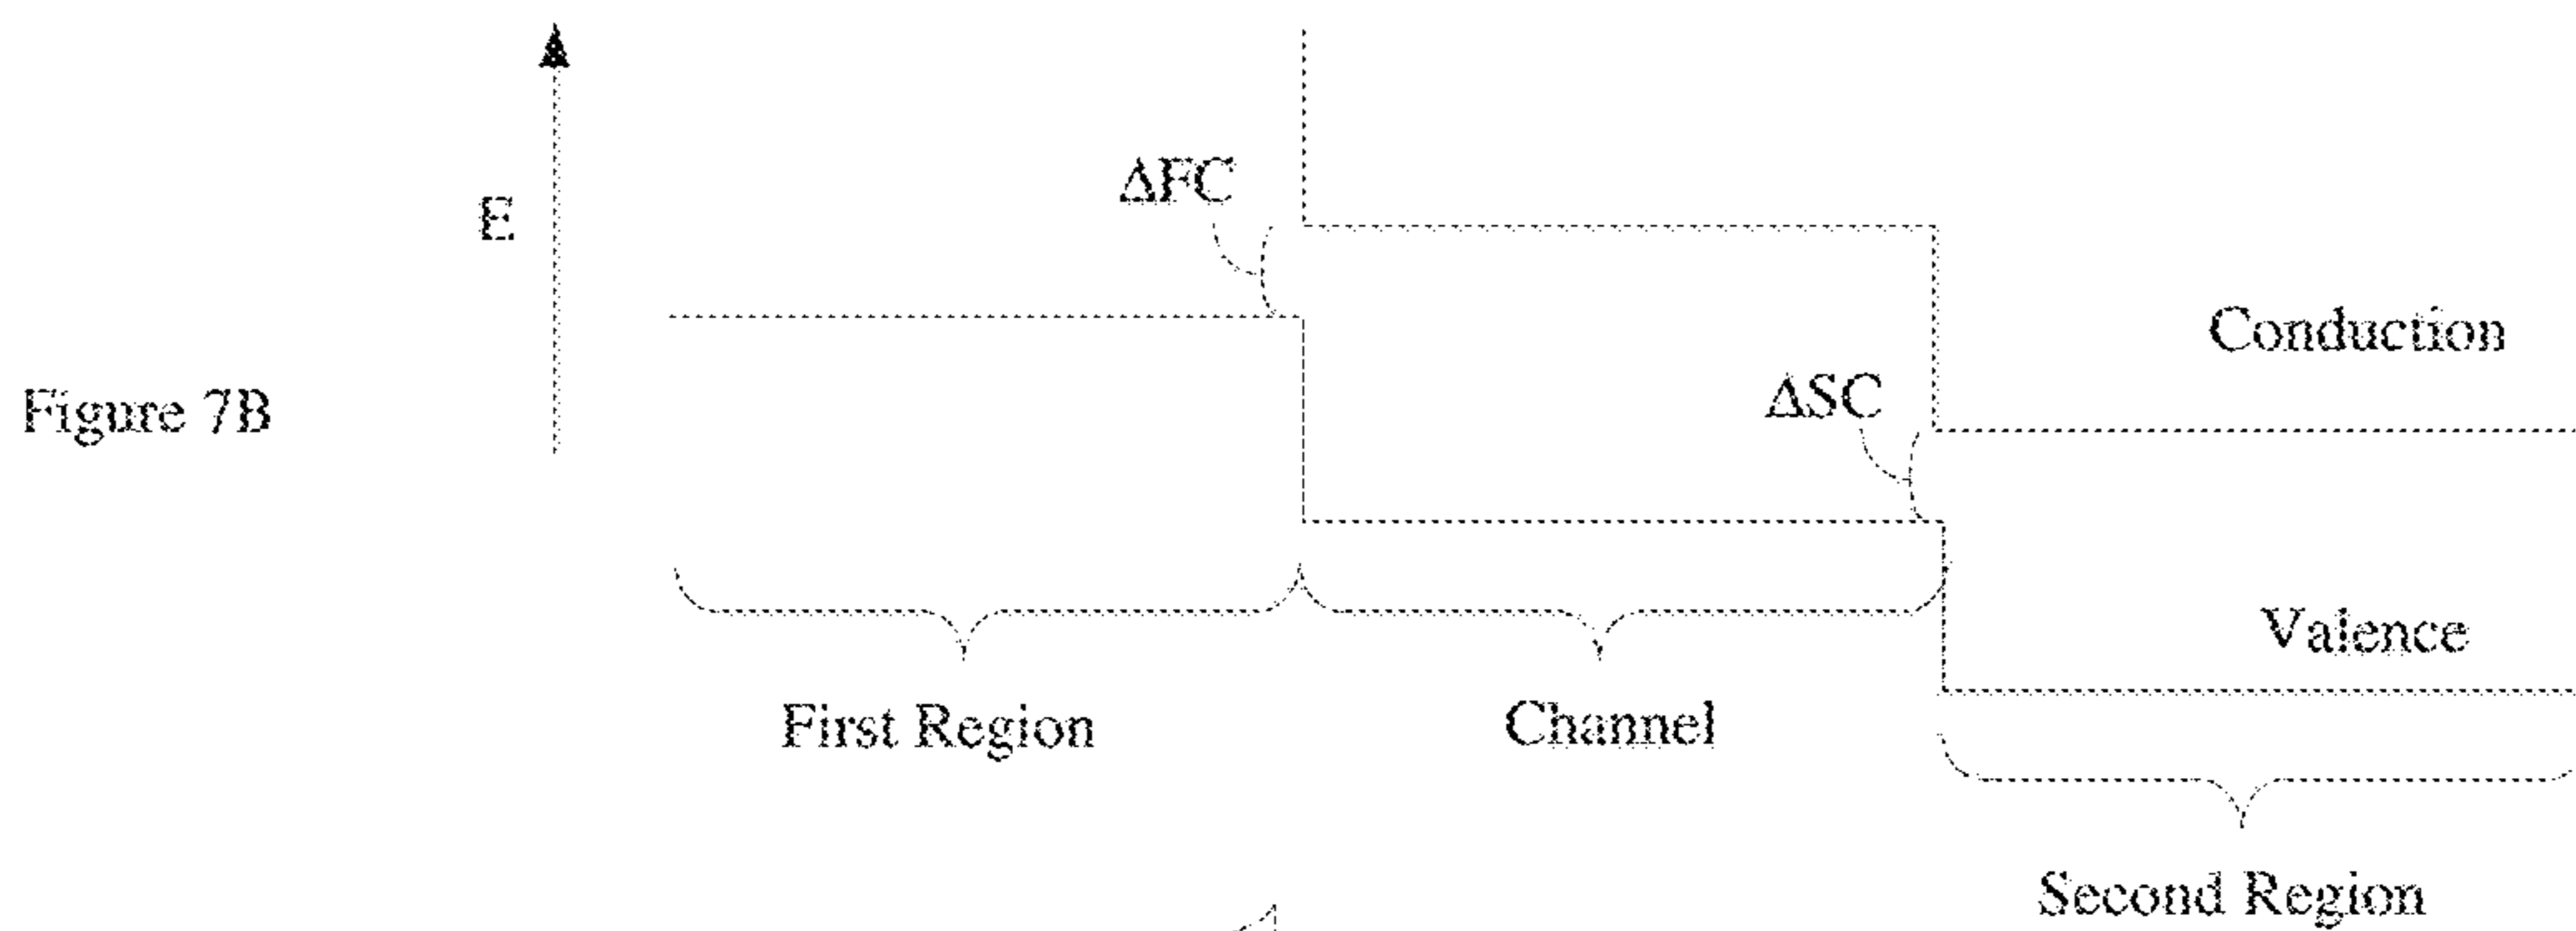 ΔFC
E
Conduction
ΔSC
Figure 7B
Valence
First Region
Channel
Second Region